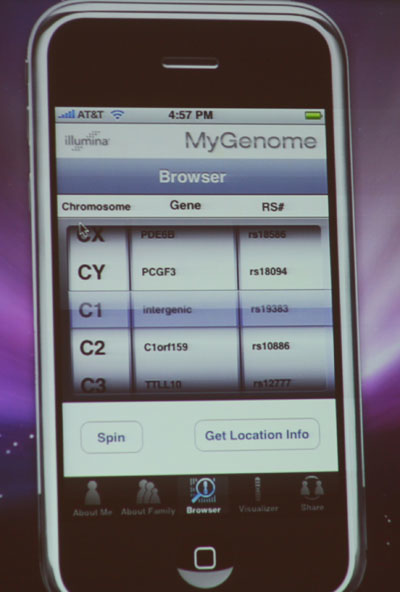 AT&T 4:57 PM
illumina MyGenome
Browser
Chromosome Gene RS#
CX PDE6B rs18586
CY PCGF3 rs18094
C1 intergenic rs19383
C2 C1orf159 rs10886
C3 TTLL10 rs12777
Spin Get Location Info
About Me About Family Browser Visualizer Share